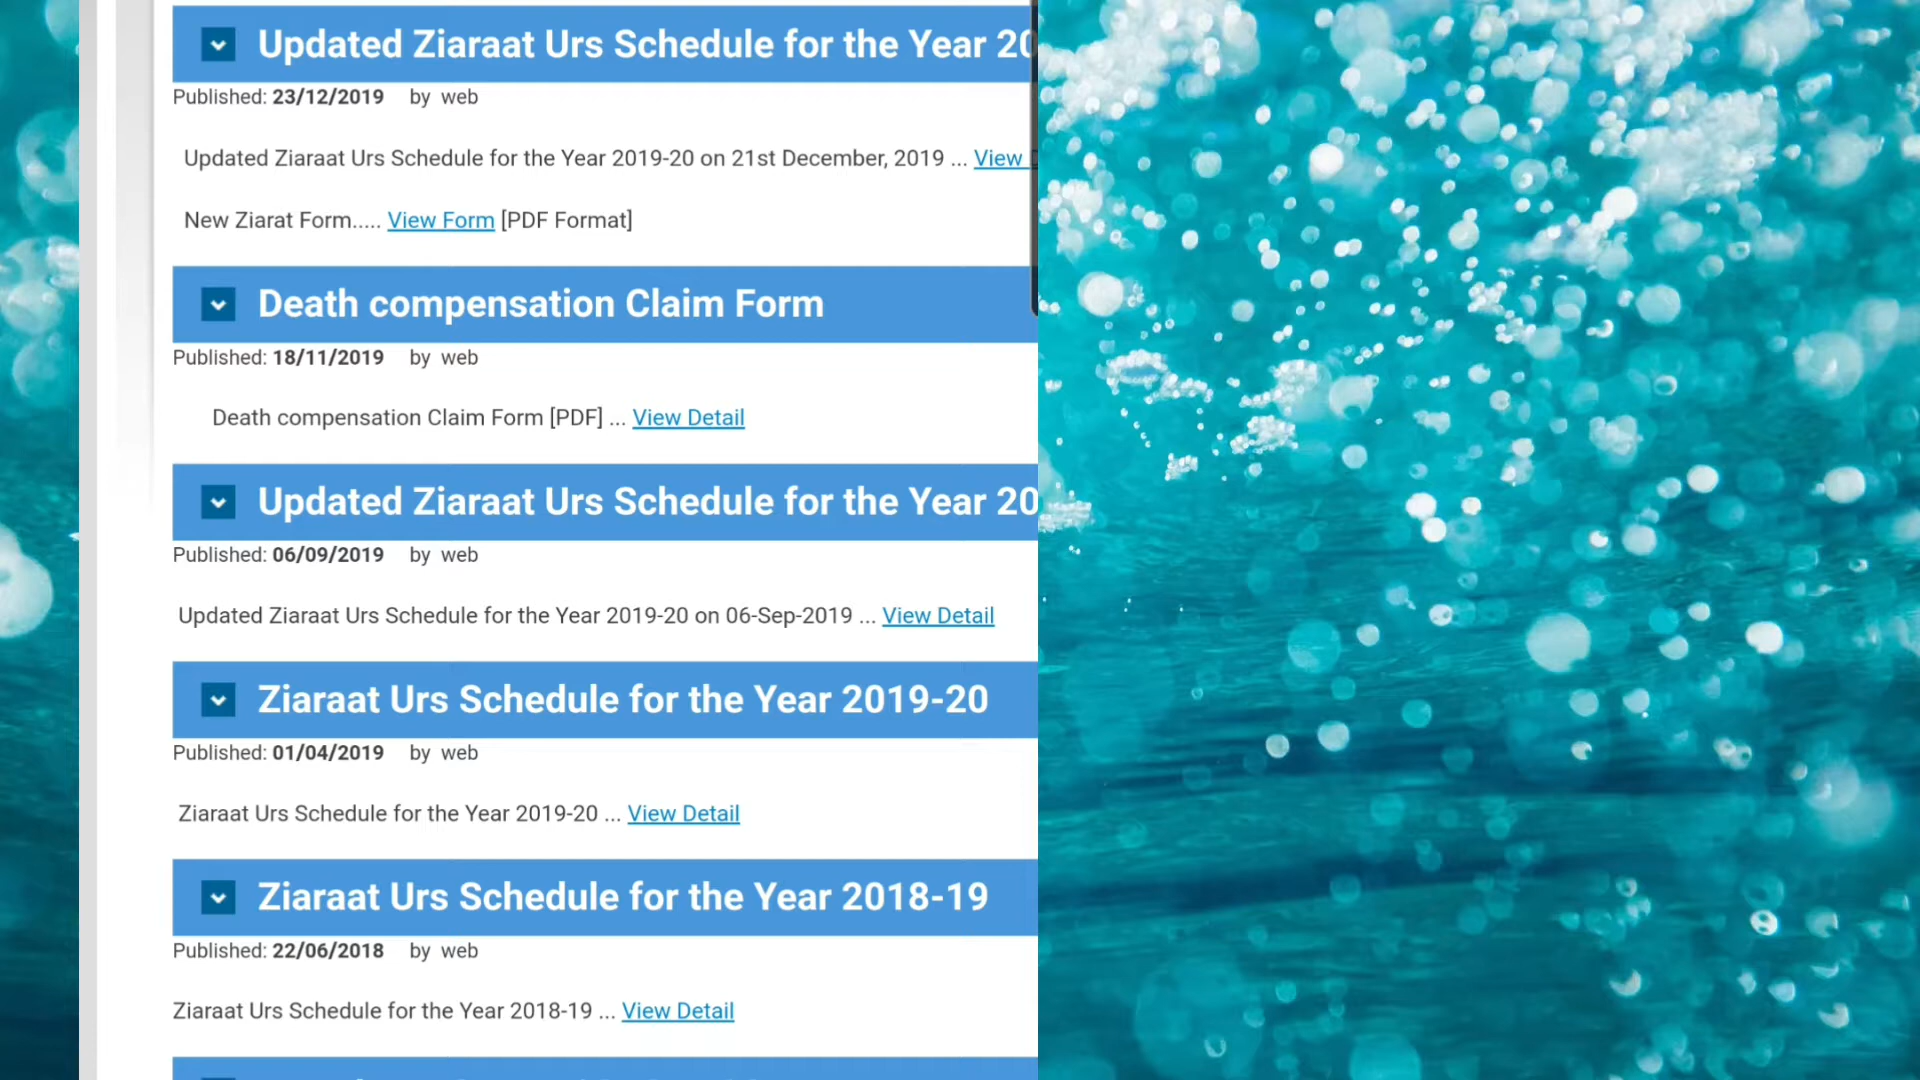 Updated Ziaraat Urs Schedule for the Year 20
Published: 23/12/2019 by web
Updated Ziaraat Urs Schedule for the Year 2019-20 on 21st December, 2019 ... View
New Ziarat Form..... View Form [PDF Format]
Death compensation Claim Form
Published: 18/11/2019 by web
Death compensation Claim Form [PDF] ... View Detail
Updated Ziaraat Urs Schedule for the Year 20
Published: 06/09/2019 by web
Updated Ziaraat Urs Schedule for the Year 2019-20 on 06-Sep-2019 ... View Detail
Ziaraat Urs Schedule for the Year 2019-20
Published: 01/04/2019 by web
Ziaraat Urs Schedule for the Year 2019-20 ... View Detail
Ziaraat Urs Schedule for the Year 2018-19
Published: 22/06/2018 by web
Ziaraat Urs Schedule for the Year 2018-19 ... View Detail